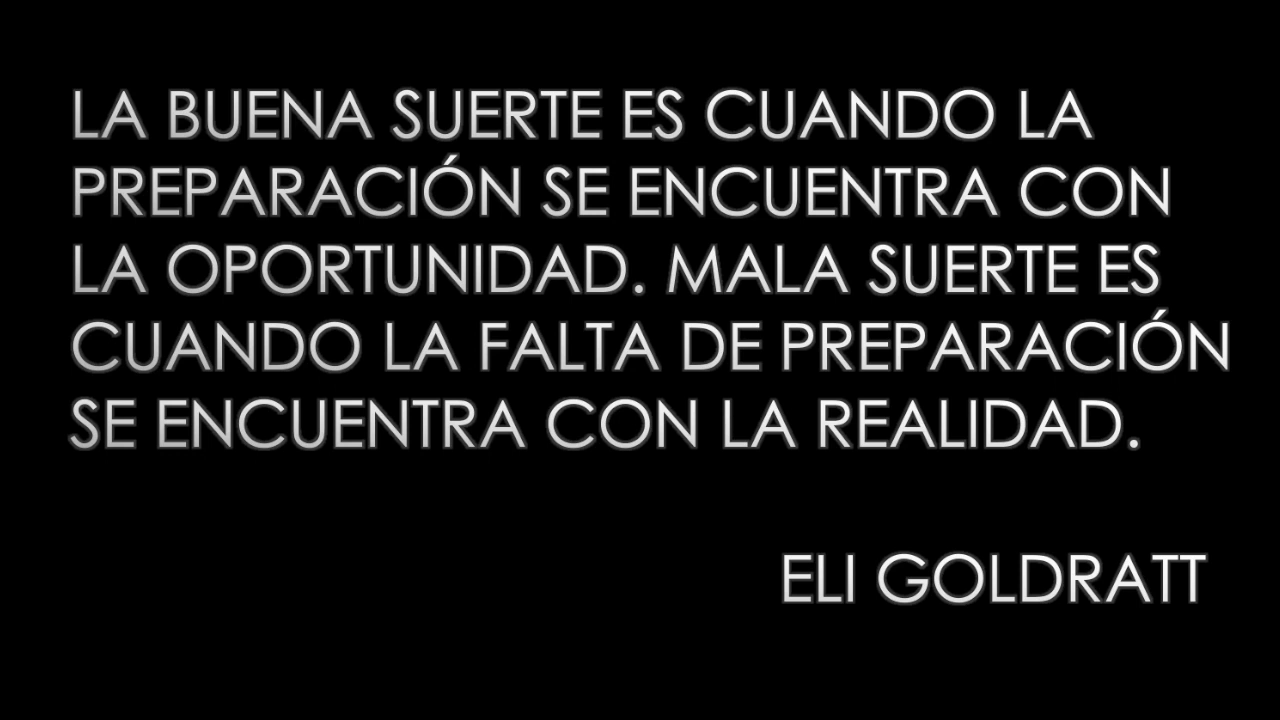 LA BUENA SUERTE ES CUANDO LA
PREPARACIÓN SE ENCUENTRA CON
LA OPORTUNIDAD. MALA SUERTE ES
CUANDO LA FALTA DE PREPARACIÓN
SE ENCUENTRA CON LA REALIDAD.
ELI GOLDRATT